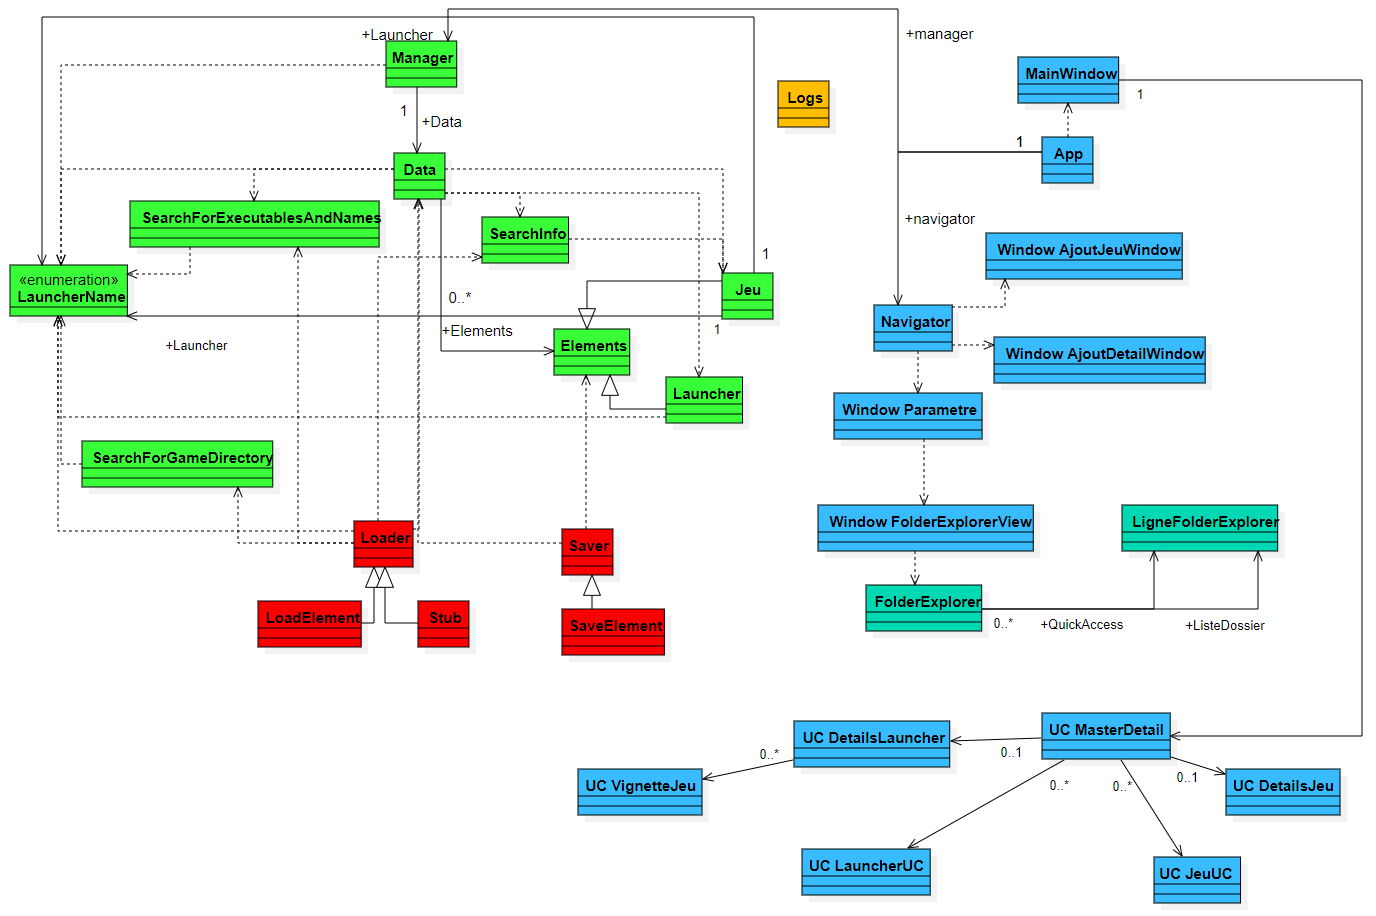 +Launcher
+manager
Manager
MainWindow
1
Logs
1
+Data
1
App
Data
SearchForExecutablesAndNames
+navigator
SearchInfo
Window AjoutJeuWindow
1
«enumeration»
LauncherName
Jeu
0..*
Navigator
+Elements
1
+Launcher
Elements
Window AjoutDetailWindow
Launcher
Window Parametre
SearchForGameDirectory
Loader
Saver
Window FolderExplorerView
LigneFolderExplorer
FolderExplorer
LoadElement
Stub
SaveElement
0..*
+QuickAccess
+ListeDossier
UC DetailsLauncher
UC MasterDetail
0..*
0..1
UC VignetteJeu
0..*
0..*
0..1
UC DetailsJeu
UC LauncherUC
UC JeuUC